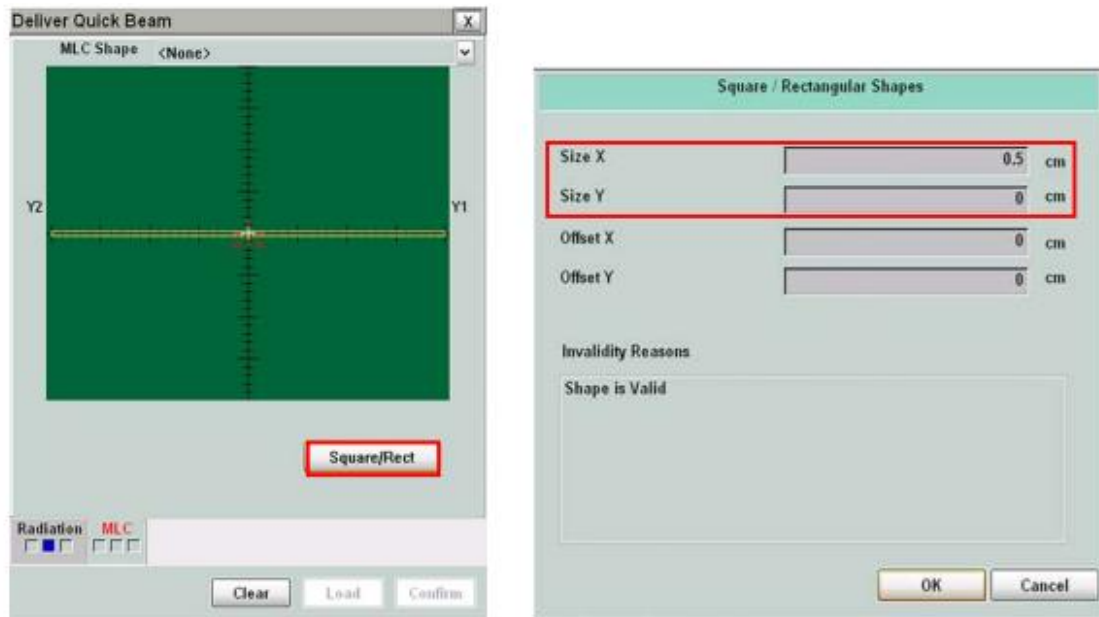 Deliver Quick Beam X
MLC Shape <None>
Y2 Y1
Square/Rect
Radiation MLC
Clear Load Confirm
Square / Rectangular Shapes
Size X 0.5 cm
Size Y 0 cm
Offset X 0 cm
Offset Y 0 cm
Invalidity Reasons
Shape is Valid
OK Cancel